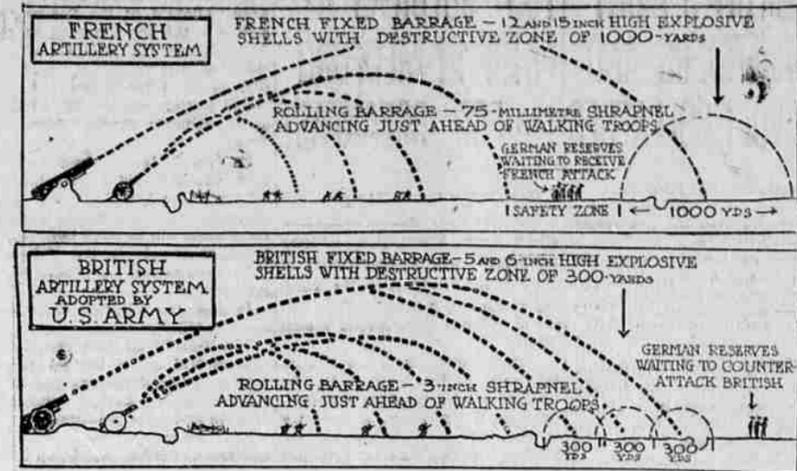 FRENCH
ARTILLERY SYSTEM
FRENCH FIXED BARRAGE - 12 AND 15 INCH HIGH EXPLOSIVE
SHELLS WITH DESTRUCTIVE ZONE OF 1000-YARDS
ROLLING BARRAGE - 75-MILLIMETRE SHRAPNEL
ADVANCING JUST AHEAD OF WALKING TROOPS
GERMAN RESERVES
WAITING TO RECEIVE
FRENCH ATTACK
SAFETY ZONE
1000 YDS
BRITISH
ARTILLERY SYSTEM
ADOPTED BY
U.S. ARMY
BRITISH FIXED BARRAGE-5 AND 6-INCH HIGH EXPLOSIVE
SHELLS WITH DESTRUCTIVE ZONE OF 300-YARDS
GERMAN RESERVES
WAITING TO COUNTER-
ATTACK BRITISH
ROLLING BARRAGE - 3-INCH SHRAPNEL
ADVANCING JUST AHEAD OF WALKING TROOPS
300 YDS
300 YDS
300 YDS